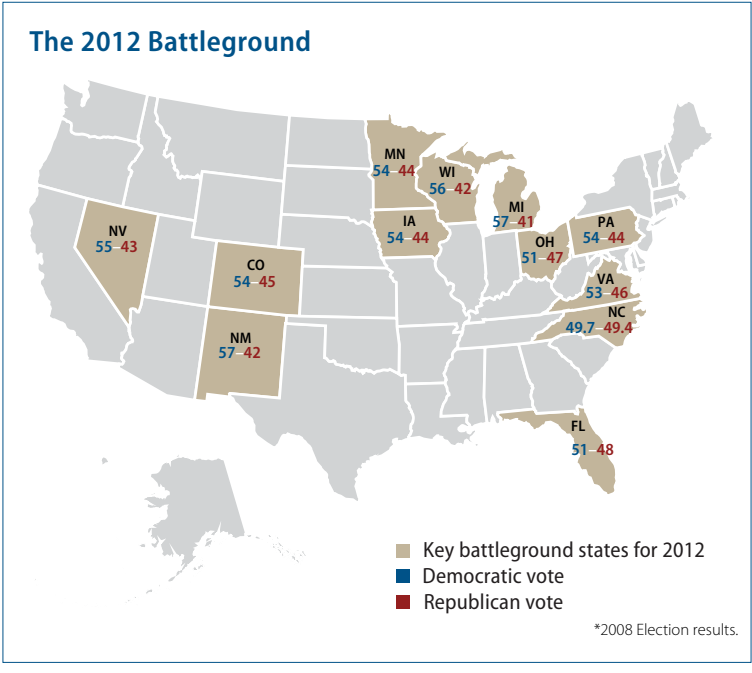 The 2012 Battleground
MN
54–44
WI
56–42
MI
57–41
IA
54–44
PA
54–44
NV
55–43
OH
51–47
CO
54–45
VA
53–46
NC
49.7–49.4
NM
57–42
FL
51–48
Key battleground states for 2012
Democratic vote
Republican vote
*2008 Election results.